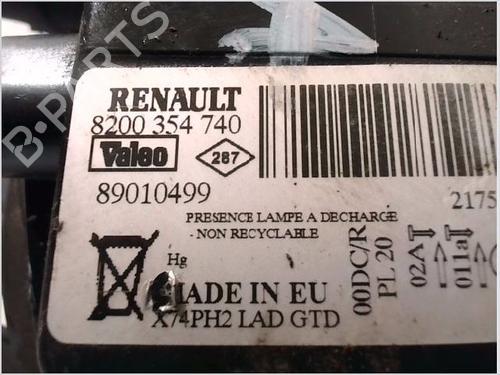 B-PARTS
RENAULT
8200 354 740
Valeo 287
89010499
2175
PRESENCE LAMPE A DECHARGE
- NON RECYCLABLE
Hg
MADE IN EU
X74PH2 LAD GTD
00DC/R
PL 20
02A
011a